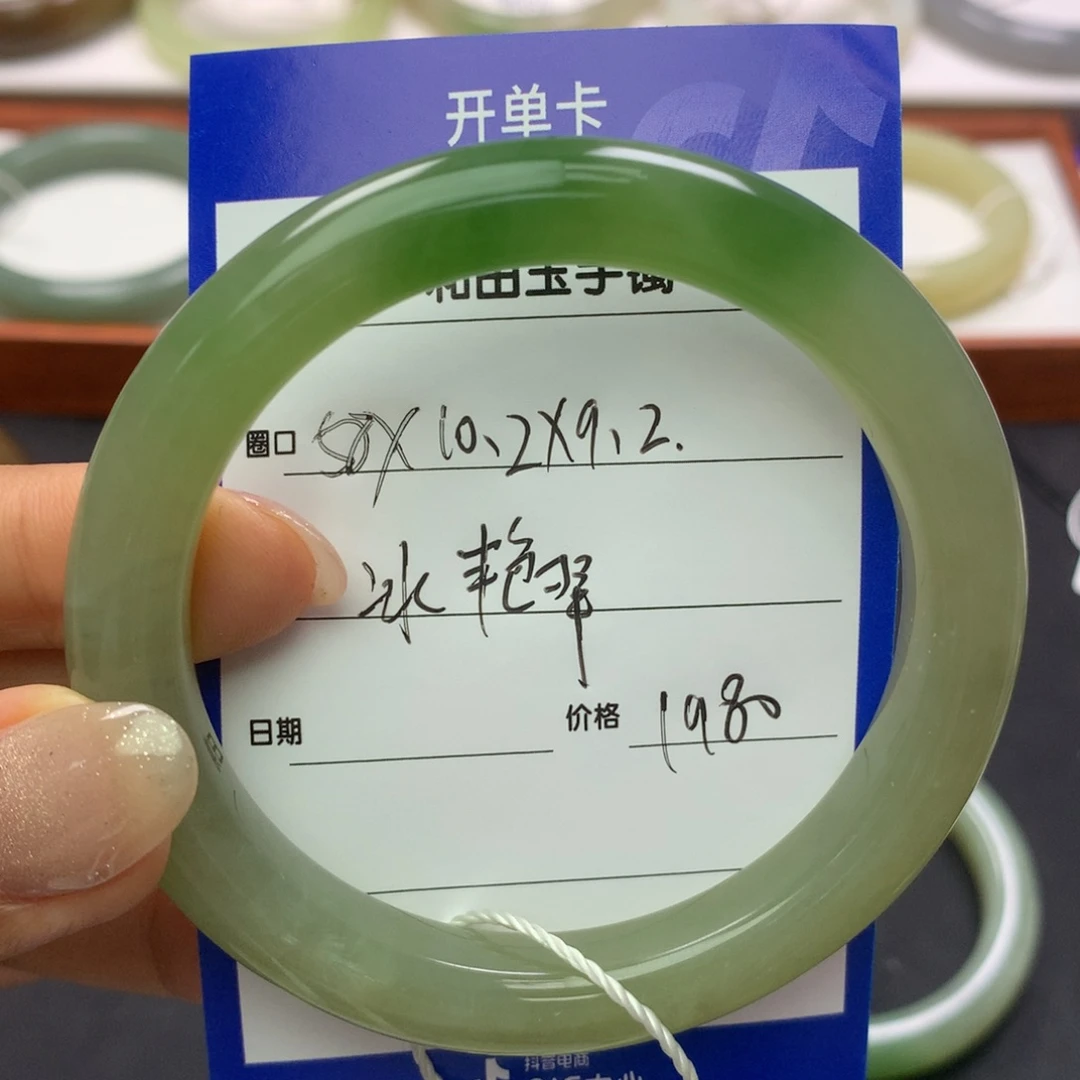 开单卡
和田玉手镯
圈口 58X10.2X9.2.
冰艳翠
日期 价格 1980
抖音电商